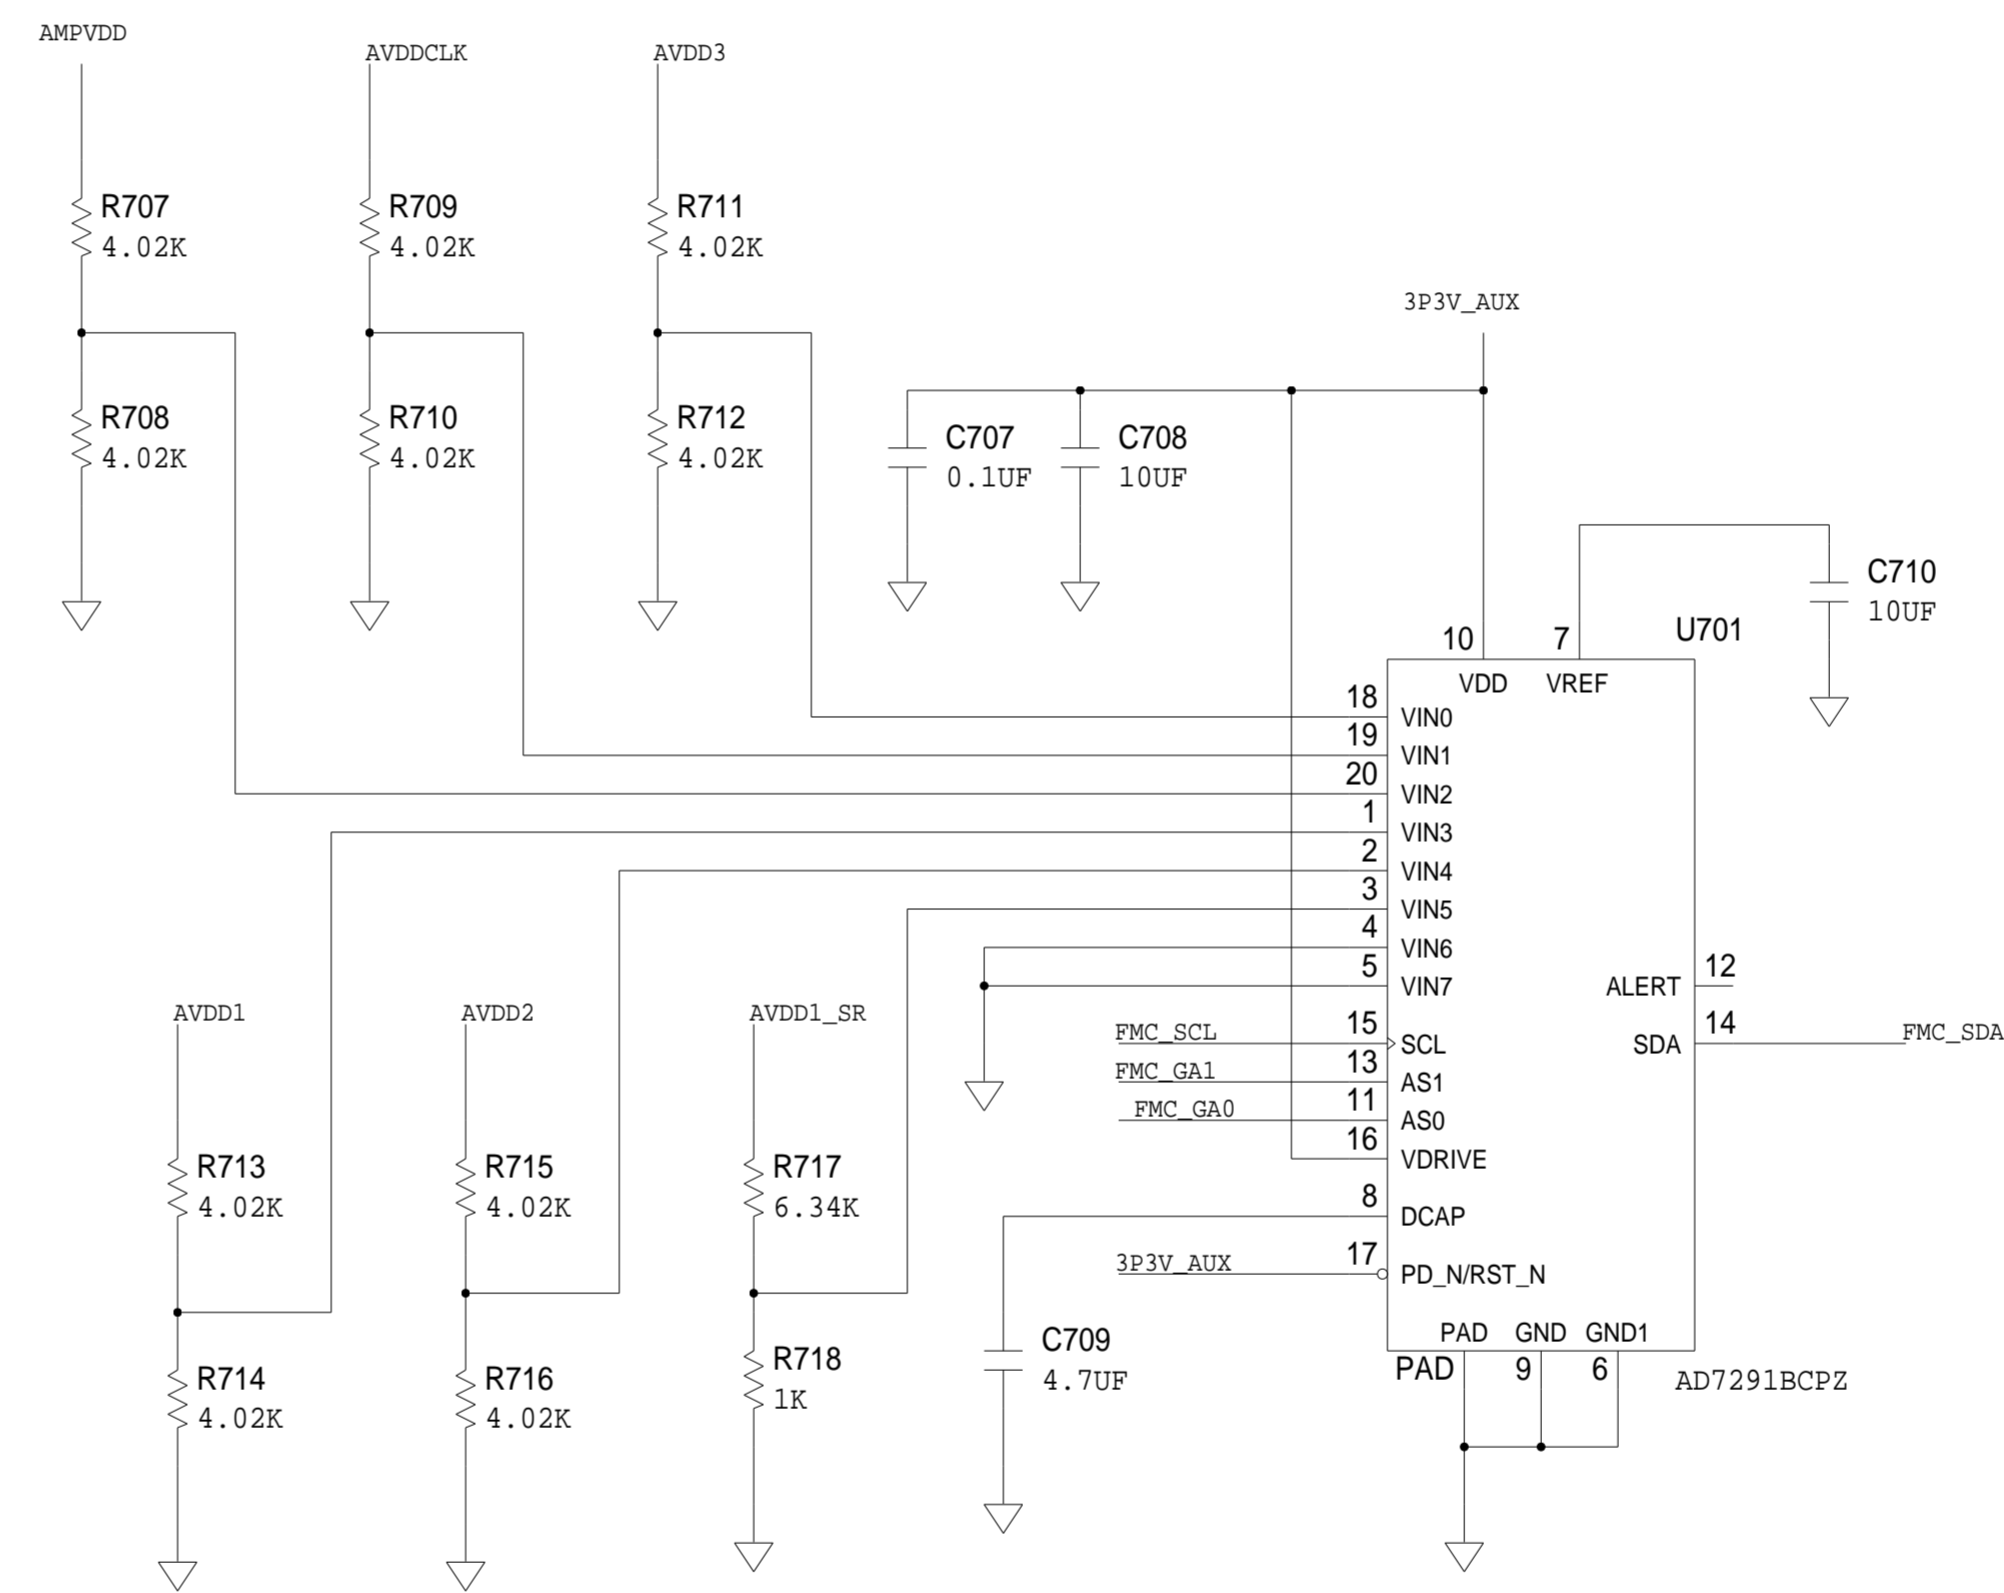 AMPVDD
AVDDCLK
AVDD3
R707
4.02K
R709
4.02K
R711
4.02K
3P3V_AUX
R708
4.02K
R710
4.02K
R712
4.02K
C707
0.1UF
C708
10UF
C710
10UF
U701
10
7
VDD
VREF
18
VIN0
19
VIN1
20
VIN2
1
VIN3
2
VIN4
3
VIN5
4
VIN6
5
VIN7
12
ALERT
AVDD1
AVDD2
AVDD1_SR
FMC_SCL
15
SCL
14
SDA
FMC_SDA
FMC_GA1
13
AS1
FMC_GA0
11
AS0
16
VDRIVE
R713
4.02K
R715
4.02K
R717
6.34K
8
DCAP
3P3V_AUX
17
PD_N/RST_N
PAD
GND
GND1
PAD
9
6
AD7291BCPZ
C709
4.7UF
R714
4.02K
R716
4.02K
R718
1K